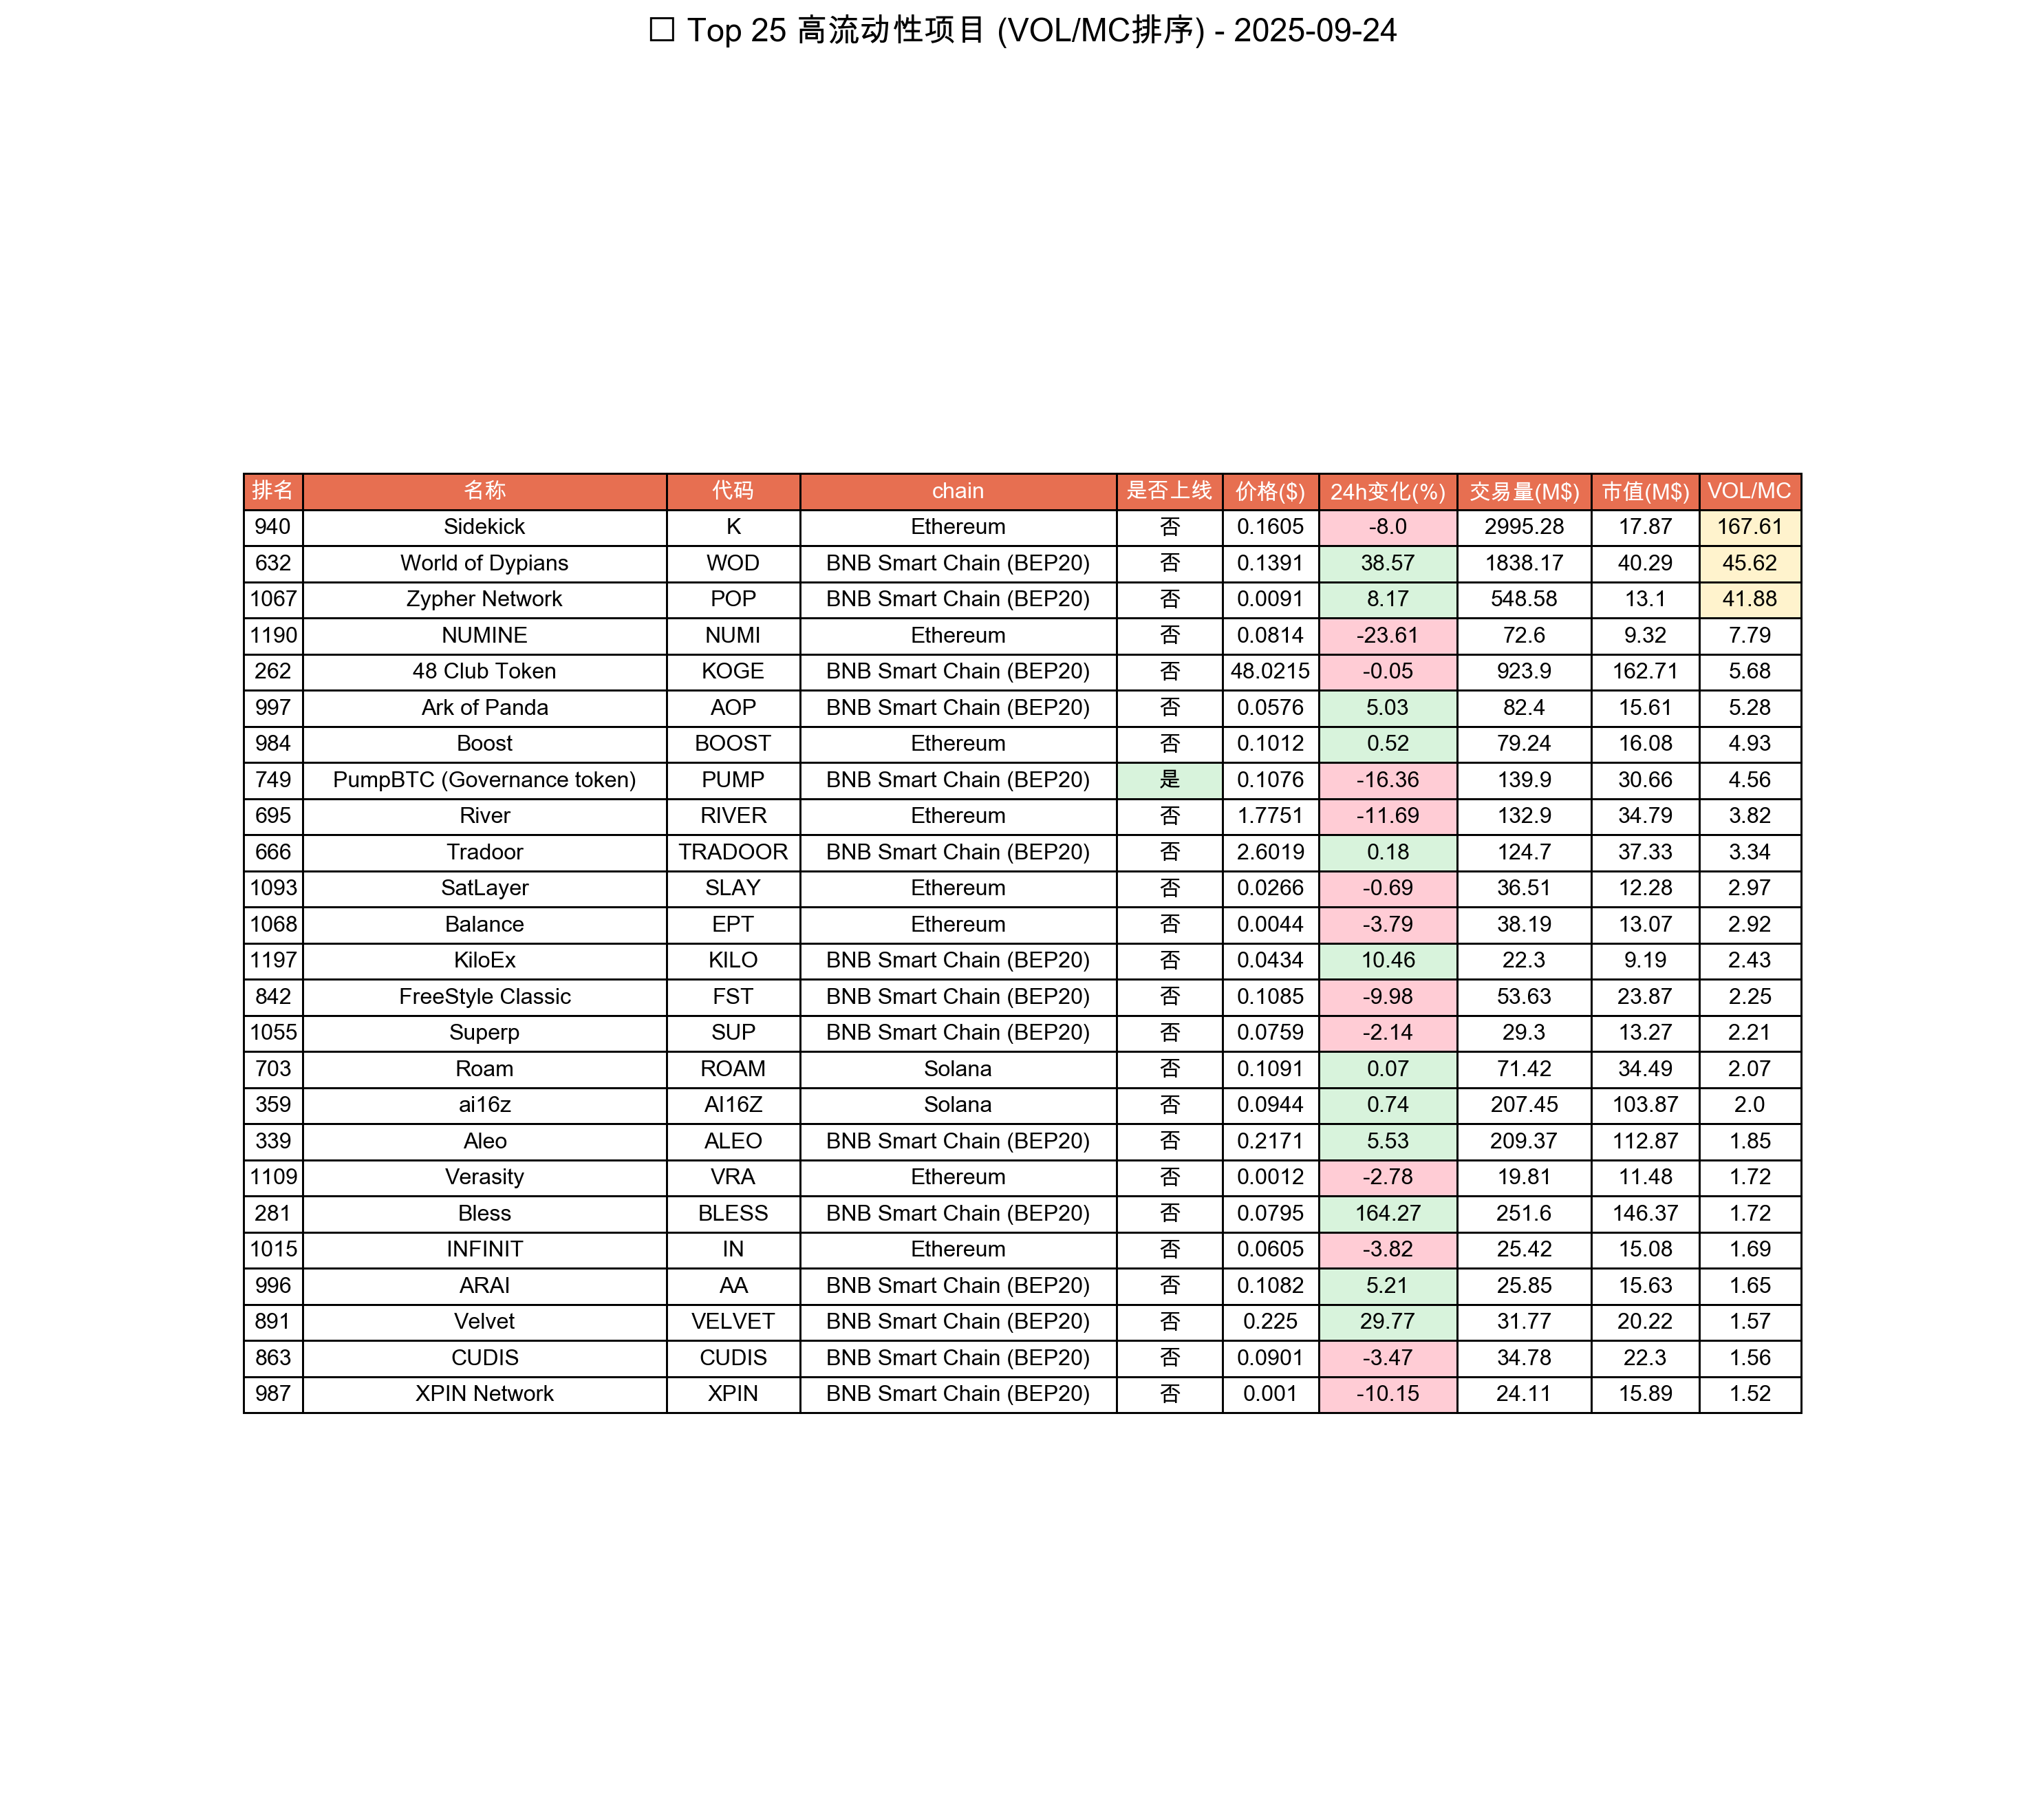 □ Top 25 高流动性项目 (VOL/MC排序) - 2025-09-24
排名 名称 代码 chain 是否上线 价格($) 24h变化(%) 交易量(M$) 市值(M$) VOL/MC
940 Sidekick K Ethereum 否 0.1605 -8.0 2995.28 17.87 167.61
632 World of Dypians WOD BNB Smart Chain (BEP20) 否 0.1391 38.57 1838.17 40.29 45.62
1067 Zypher Network POP BNB Smart Chain (BEP20) 否 0.0091 8.17 548.58 13.1 41.88
1190 NUMINE NUMI Ethereum 否 0.0814 -23.61 72.6 9.32 7.79
262 48 Club Token KOGE BNB Smart Chain (BEP20) 否 48.0215 -0.05 923.9 162.71 5.68
997 Ark of Panda AOP BNB Smart Chain (BEP20) 否 0.0576 5.03 82.4 15.61 5.28
984 Boost BOOST Ethereum 否 0.1012 0.52 79.24 16.08 4.93
749 PumpBTC (Governance token) PUMP BNB Smart Chain (BEP20) 是 0.1076 -16.36 139.9 30.66 4.56
695 River RIVER Ethereum 否 1.7751 -11.69 132.9 34.79 3.82
666 Tradoor TRADOOR BNB Smart Chain (BEP20) 否 2.6019 0.18 124.7 37.33 3.34
1093 SatLayer SLAY Ethereum 否 0.0266 -0.69 36.51 12.28 2.97
1068 Balance EPT Ethereum 否 0.0044 -3.79 38.19 13.07 2.92
1197 KiloEx KILO BNB Smart Chain (BEP20) 否 0.0434 10.46 22.3 9.19 2.43
842 FreeStyle Classic FST BNB Smart Chain (BEP20) 否 0.1085 -9.98 53.63 23.87 2.25
1055 Superp SUP BNB Smart Chain (BEP20) 否 0.0759 -2.14 29.3 13.27 2.21
703 Roam ROAM Solana 否 0.1091 0.07 71.42 34.49 2.07
359 ai16z AI16Z Solana 否 0.0944 0.74 207.45 103.87 2.0
339 Aleo ALEO BNB Smart Chain (BEP20) 否 0.2171 5.53 209.37 112.87 1.85
1109 Verasity VRA Ethereum 否 0.0012 -2.78 19.81 11.48 1.72
281 Bless BLESS BNB Smart Chain (BEP20) 否 0.0795 164.27 251.6 146.37 1.72
1015 INFINIT IN Ethereum 否 0.0605 -3.82 25.42 15.08 1.69
996 ARAI AA BNB Smart Chain (BEP20) 否 0.1082 5.21 25.85 15.63 1.65
891 Velvet VELVET BNB Smart Chain (BEP20) 否 0.225 29.77 31.77 20.22 1.57
863 CUDIS CUDIS BNB Smart Chain (BEP20) 否 0.0901 -3.47 34.78 22.3 1.56
987 XPIN Network XPIN BNB Smart Chain (BEP20) 否 0.001 -10.15 24.11 15.89 1.52